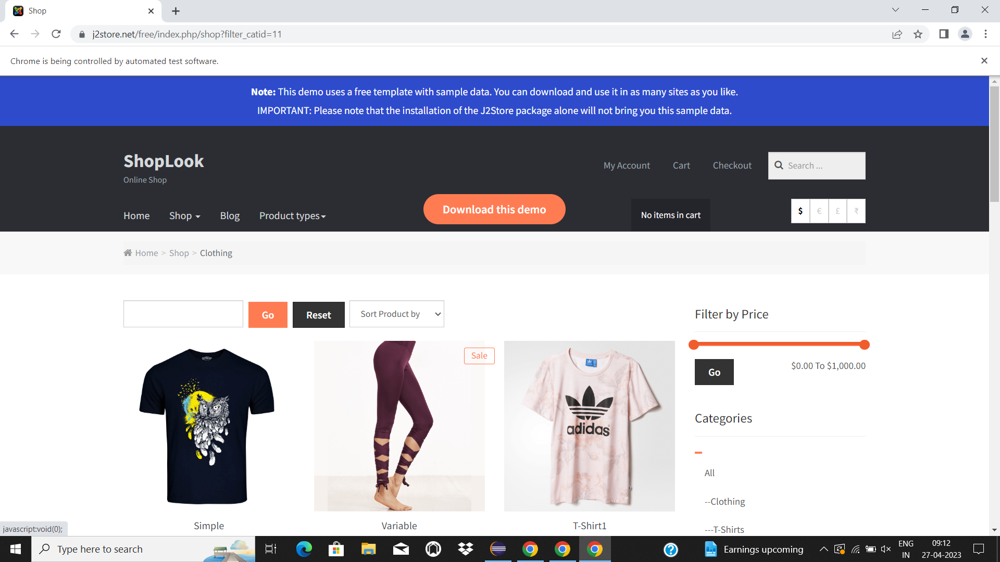 Shop
j2store.net/free/index.php/shop?filter_catid=11
Chrome is being controlled by automated test software.
Note: This demo uses a free template with sample data. You can download and use it in as many sites as you like.
IMPORTANT: Please note that the installation of the J2Store package alone will not bring you this sample data.
ShopLook
Online Shop
My Account
Cart
Checkout
Search ...
Home
Shop
Blog
Product types
Download this demo
No items in cart
$ € £ ₹
Home > Shop > Clothing
Go
Reset
Sort Product by
Filter by Price
Sale
$0.00 To $1,000.00
Go
Categories
adidas
All
--Clothing
---T-Shirts
Simple
Variable
T-Shirt1
javascript:void(0);
Type here to search
Earnings upcoming
ENG
IN
09:12
27-04-2023